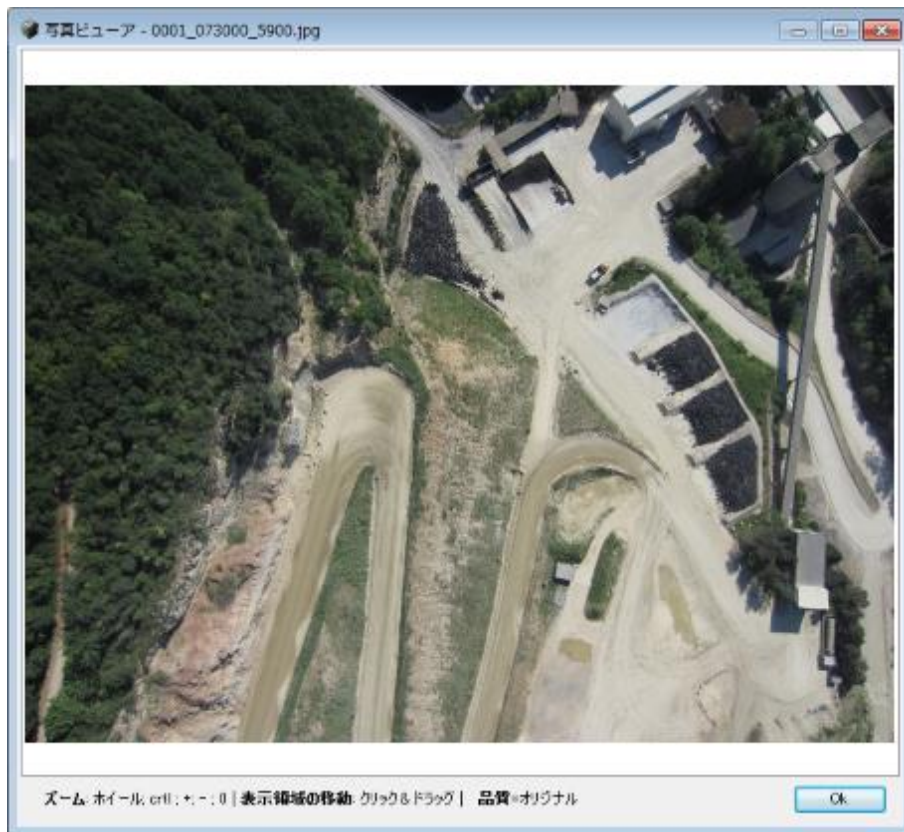 写真ビューア - 0001_073000_5900.jpg
ズーム: ホイール; crtl ; +; - ; 0 | 表示領域の移動: クリック&ドラッグ | 品質=オリジナル
Ok